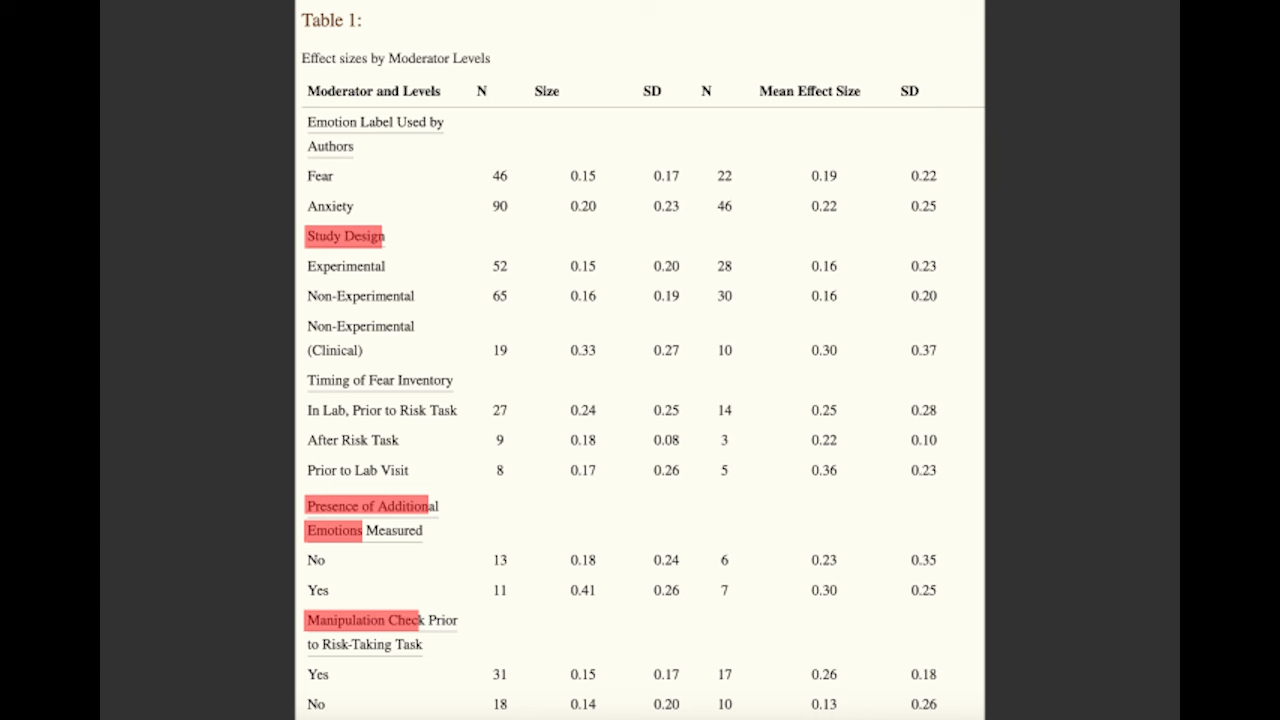 Table 1:
Effect sizes by Moderator Levels
Moderator and Levels N Size SD N Mean Effect Size SD
Emotion Label Used by
Authors
Fear 46 0.15 0.17 22 0.19 0.22
Anxiety 90 0.20 0.23 46 0.22 0.25
Study Design
Experimental 52 0.15 0.20 28 0.16 0.23
Non-Experimental 65 0.16 0.19 30 0.16 0.20
Non-Experimental
(Clinical) 19 0.33 0.27 10 0.30 0.37
Timing of Fear Inventory
In Lab, Prior to Risk Task 27 0.24 0.25 14 0.25 0.28
After Risk Task 9 0.18 0.08 3 0.22 0.10
Prior to Lab Visit 8 0.17 0.26 5 0.36 0.23
Presence of Additional
Emotions Measured
No 13 0.18 0.24 6 0.23 0.35
Yes 11 0.41 0.26 7 0.30 0.25
Manipulation Check Prior
to Risk-Taking Task
Yes 31 0.15 0.17 17 0.26 0.18
No 18 0.14 0.20 10 0.13 0.26